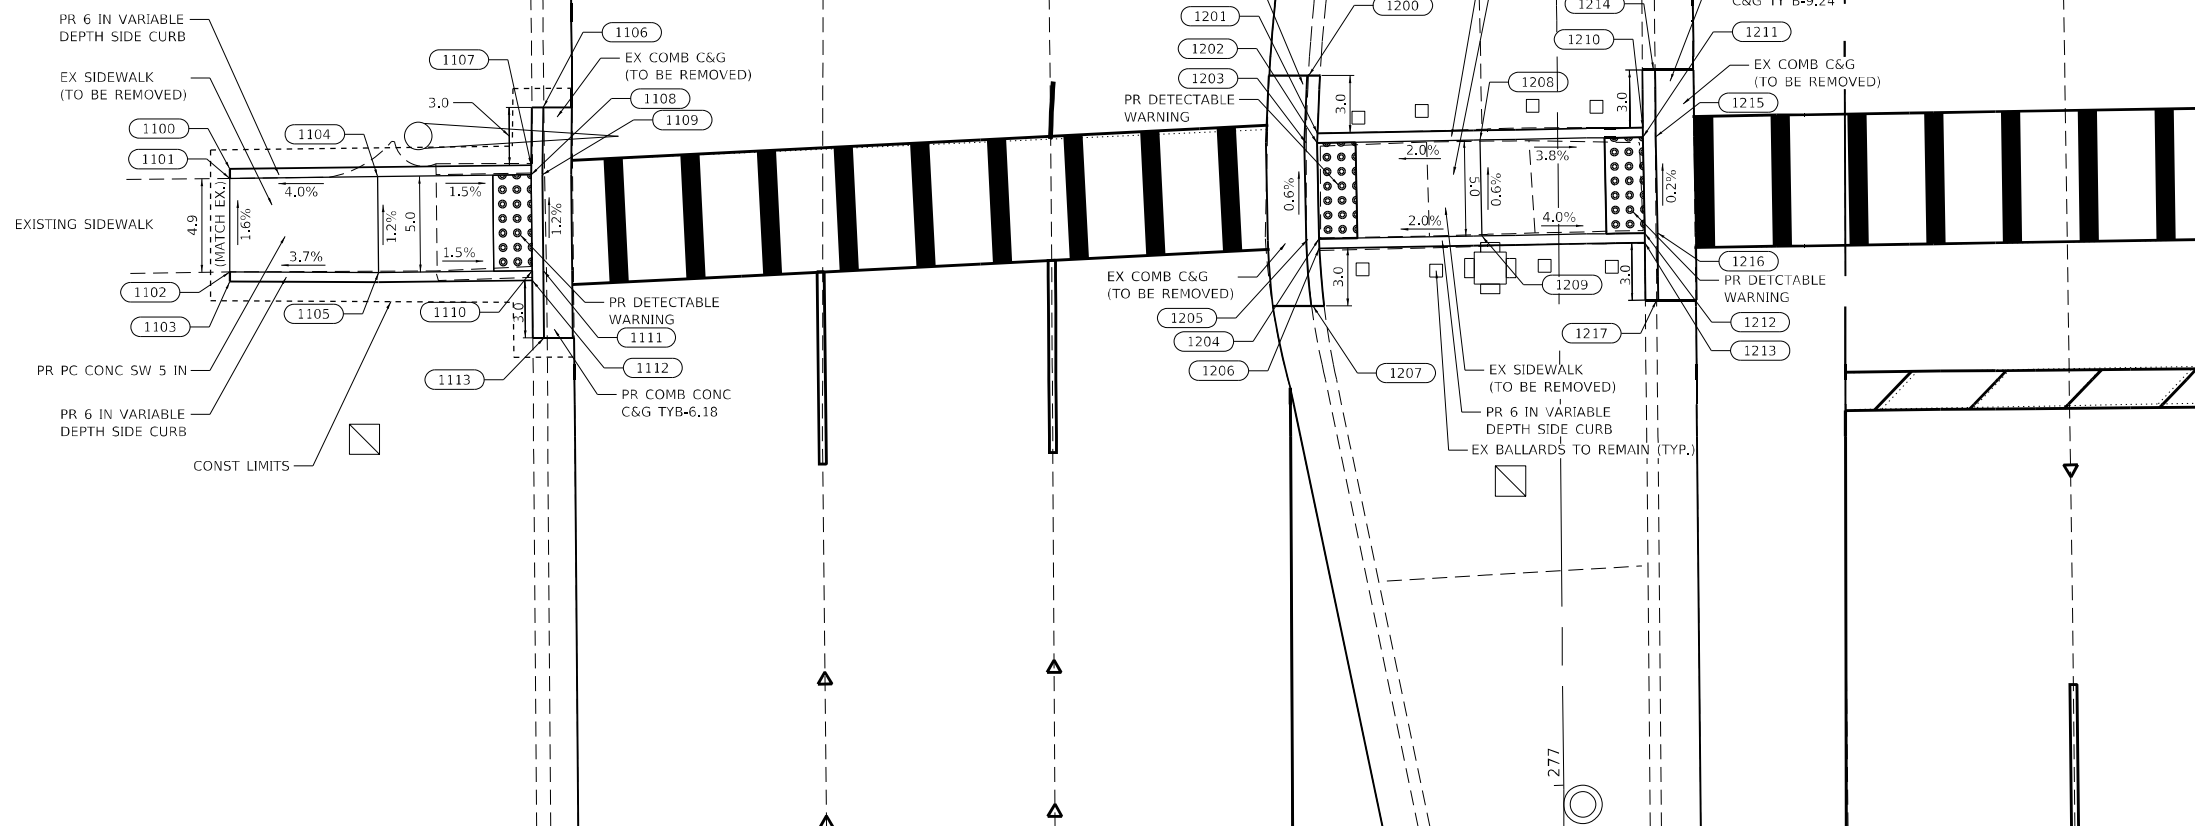 PR 6 IN VARIABLE
DEPTH SIDE CURB
EX SIDEWALK
(TO BE REMOVED)
1100
1101
EXISTING SIDEWALK
1102
1103
PR PC CONC SW 5 IN
PR 6 IN VARIABLE
DEPTH SIDE CURB
CONST LIMITS
4.9
(MATCH EX.)
1.6%
4.0%
3.7%
1104
1105
1.2%
5.0
1.5%
1.5%
1107
3.0
1106
EX COMB C&G
(TO BE REMOVED)
1108
1109
1.2%
1110
3.0
PR DETECTABLE
WARNING
1111
1112
1113
PR COMB CONC
C&G TYB-6.18
1200
1201
1202
1203
PR DETECTABLE
WARNING
3.0
0.6%
EX COMB C&G
(TO BE REMOVED)
1205
1204
1206
3.0
1207
1208
2.0%
2.0%
5.0
0.9%
3.8%
4.0%
1209
EX SIDEWALK
(TO BE REMOVED)
PR 6 IN VARIABLE
DEPTH SIDE CURB
EX BALLARDS TO REMAIN (TYP.)
1214
1210
3.0
C&G TY B-9.24
1211
EX COMB C&G
(TO BE REMOVED)
1215
0.2%
3.0
1216
PR DETCTABLE
WARNING
1212
1213
1217
277